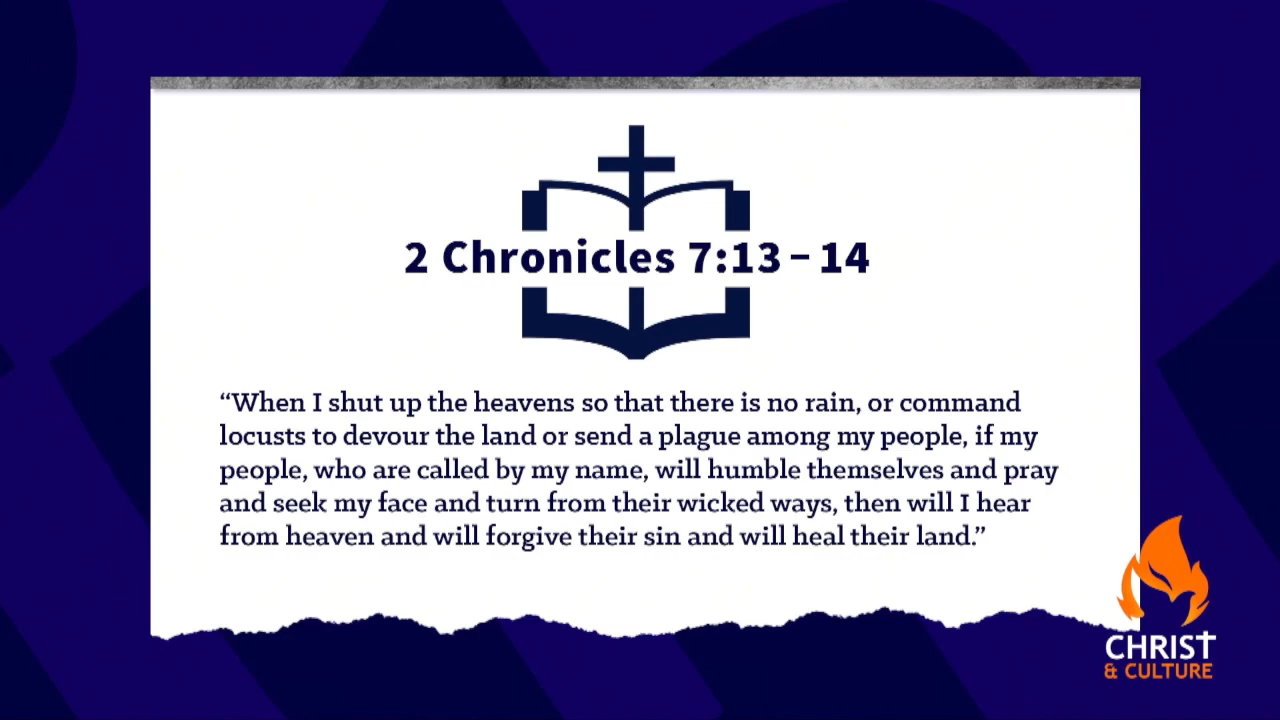 2 Chronicles 7:13 – 14
“When I shut up the heavens so that there is no rain, or command
locusts to devour the land or send a plague among my people, if my
people, who are called by my name, will humble themselves and pray
and seek my face and turn from their wicked ways, then will I hear
from heaven and will forgive their sin and will heal their land.”
CHRIST
& CULTURE